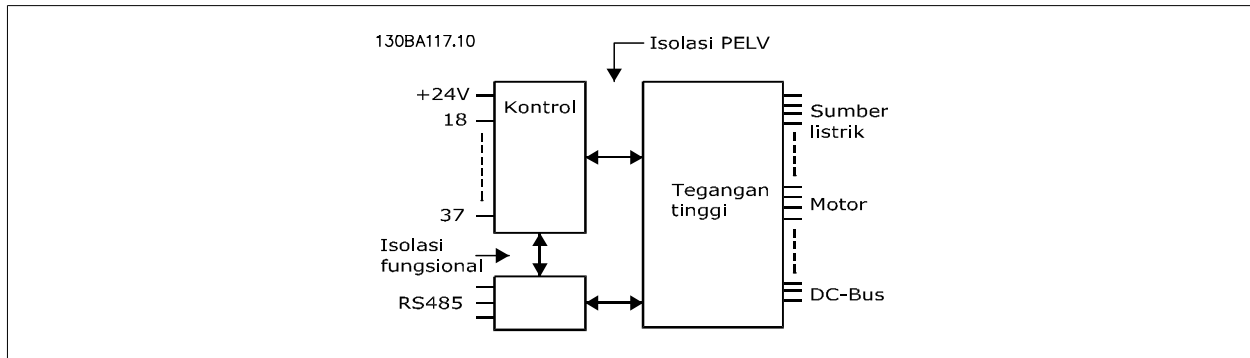 130BA117.10
Isolasi PELV
+24V
18
37
Kontrol
Tegangan
tinggi
Sumber
listrik
Motor
DC-Bus
Isolasi
fungsional
RS485